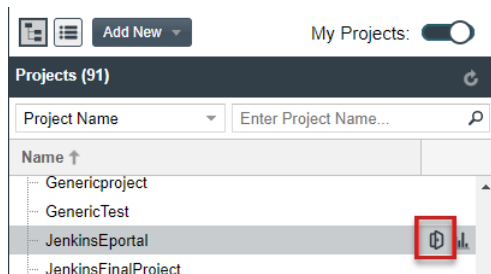 Add New My Projects:
Projects (91)
Project Name Enter Project Name...
Name
Genericproject
GenericTest
JenkinsEportal
JenkinsFinalProject